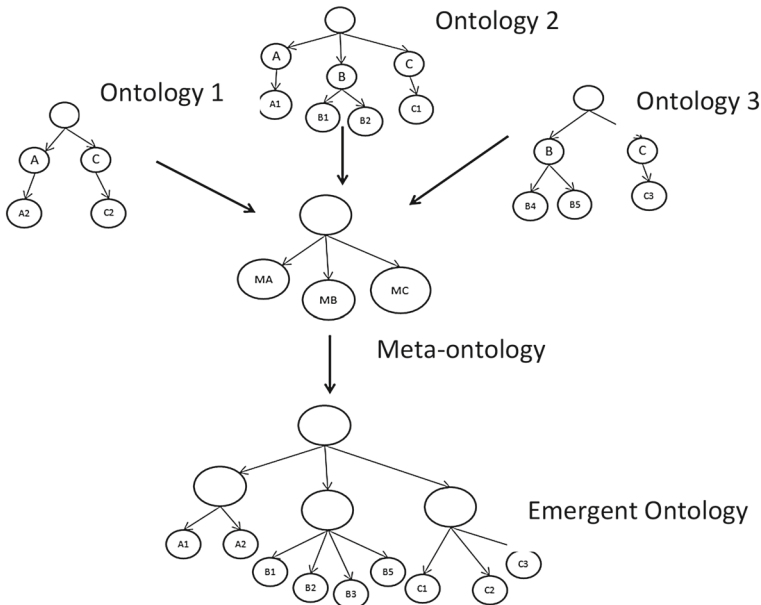 Ontology 2
A
B
C
A1
B1
B2
C1
Ontology 1
A
C
A2
C2
Ontology 3
B
C
B4
B5
C3
MA
MB
MC
Meta-ontology
Emergent Ontology
A1
A2
B1
B2
B3
B5
C1
C2
C3